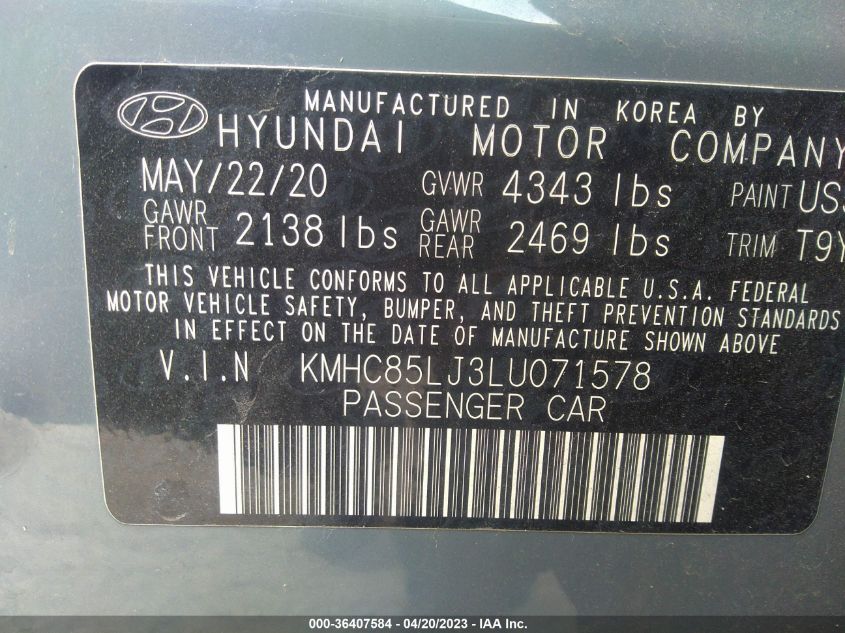 MANUFACTURED IN KOREA BY
HYUNDAI MOTOR COMPANY
MAY/22/20 GVWR 4343 lbs PAINT US
GAWR FRONT 2138 lbs GAWR REAR 2469 lbs TRIM T9Y
THIS VEHICLE CONFORMS TO ALL APPLICABLE U.S.A. FEDERAL
MOTOR VEHICLE SAFETY, BUMPER, AND THEFT PREVENTION STANDARDS
IN EFFECT ON THE DATE OF MANUFACTURE SHOWN ABOVE
V.I.N KMHC85LJ3LU071578
PASSENGER CAR
000-36407584 - 04/20/2023 - IAA Inc.